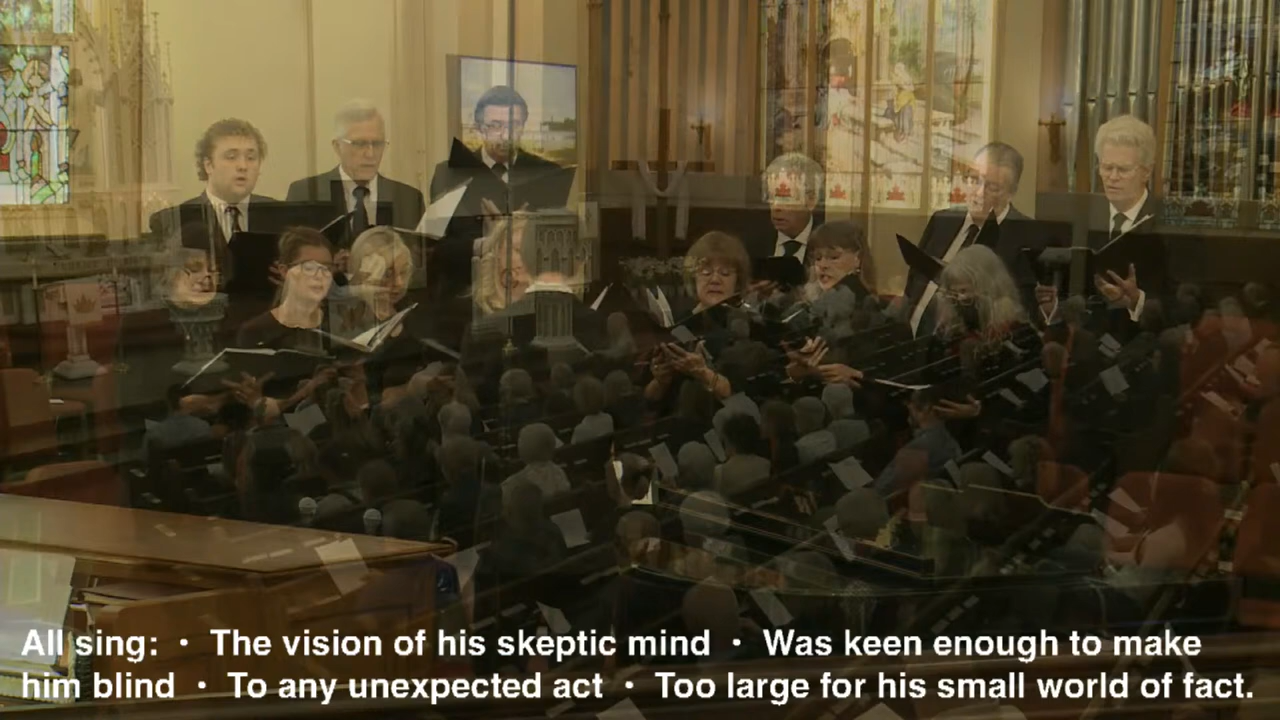 All sing: • The vision of his skeptic mind • Was keen enough to make
him blind • To any unexpected act • Too large for his small world of fact.